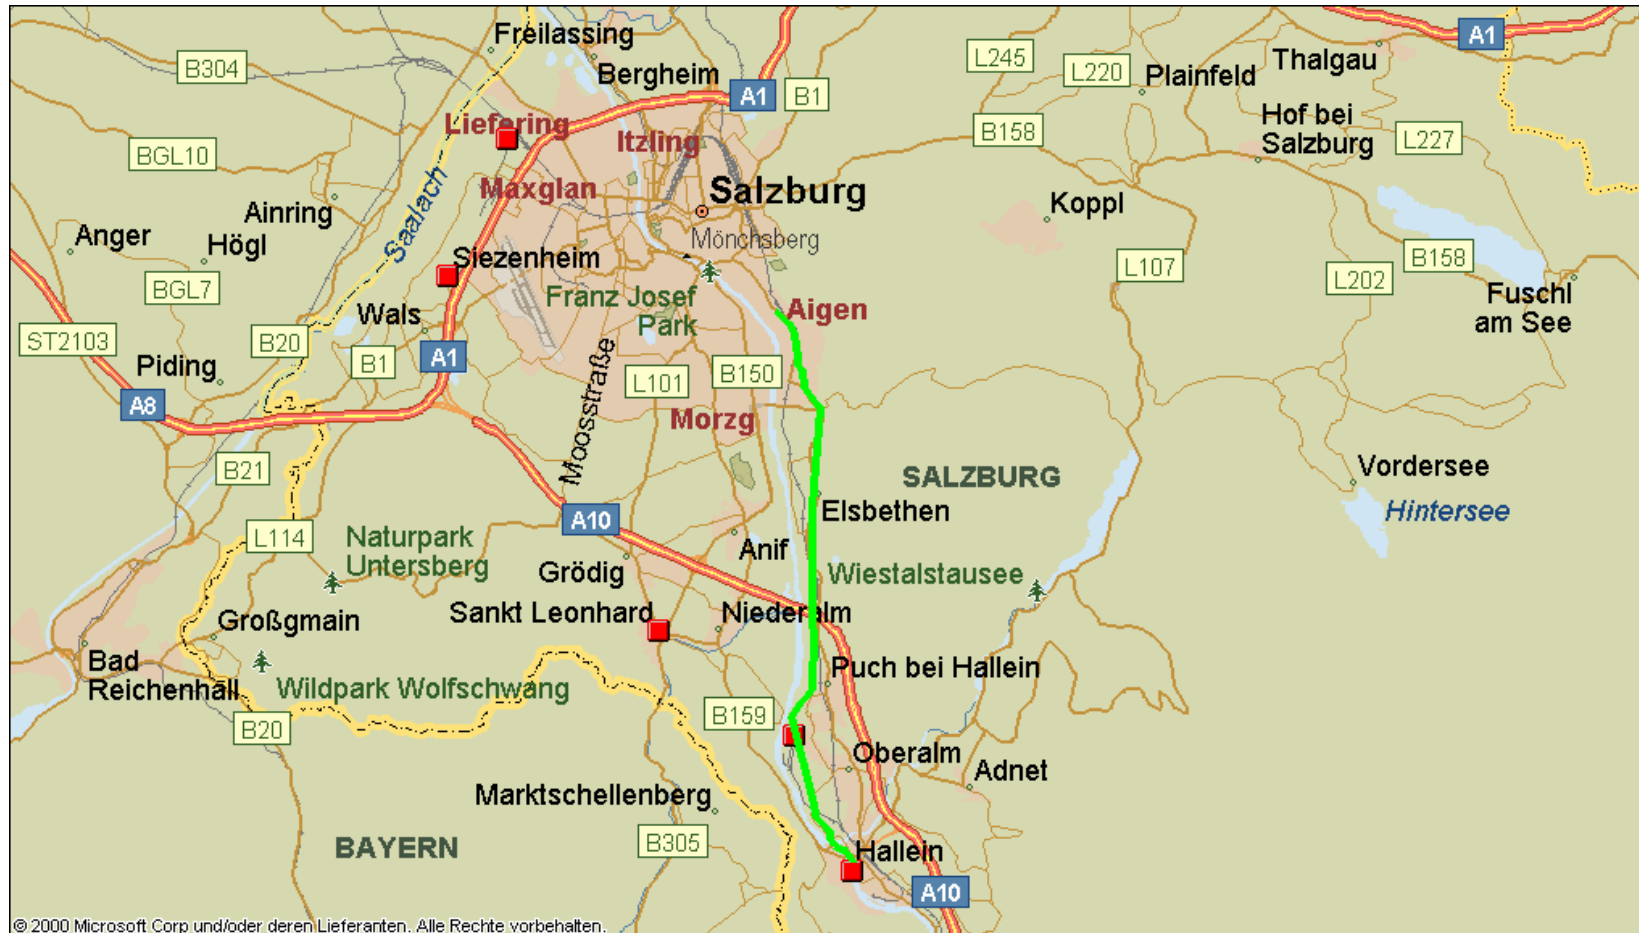 Freilassing
A1
B304
L245
Thalgau
Bergheim
L220
Plainfeld
A1
B1
Liefering
Hof bei
Salzburg
B158
L227
Itzling
BGL10
Maxglan
Salzburg
Koppl
Ainring
Saalach
Anger
Högl
Mönchsberg
B158
Siezenheim
L107
L202
BGL7
Franz Josef
Park
Aigen
Fuschl
am See
Wals
ST2103
B20
A1
B1
Piding
L101
B150
Moosstraße
A8
Morzg
B21
SALZBURG
Vordersee
Elsbethen
Hintersee
A10
L114
Naturpark
Untersberg
Anif
Grödig
Wiestalstausee
Sankt Leonhard
Niederalm
Großgmain
Bad
Reichenhall
Puch bei Hallein
Wildpark Wolfschwang
B159
B20
Oberalm
Adnet
Marktschellenberg
BAYERN
B305
Hallein
A10
© 2000 Microsoft Corp und/oder deren Lieferanten. Alle Rechte vorbehalten.